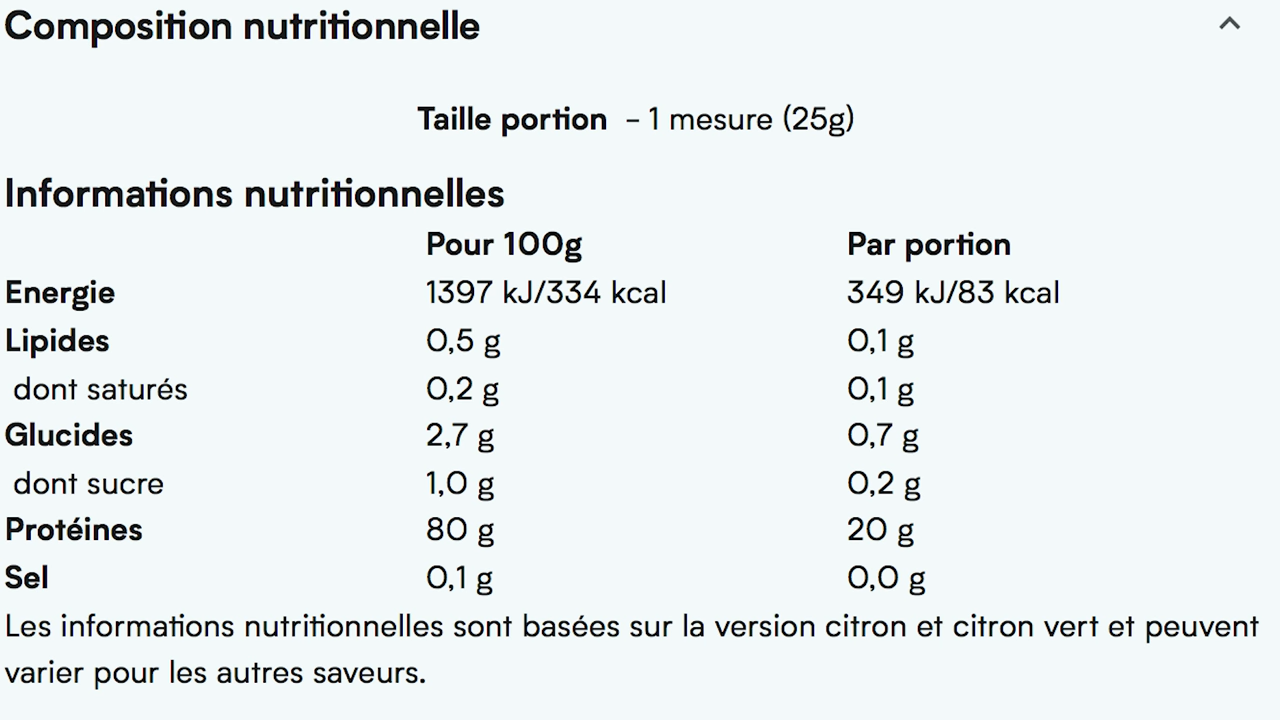 Composition nutritionnelle
Taille portion – 1 mesure (25g)
Informations nutritionnelles
Pour 100g Par portion
Energie 1397 kJ/334 kcal 349 kJ/83 kcal
Lipides 0,5 g 0,1 g
dont saturés 0,2 g 0,1 g
Glucides 2,7 g 0,7 g
dont sucre 1,0 g 0,2 g
Protéines 80 g 20 g
Sel 0,1 g 0,0 g
Les informations nutritionnelles sont basées sur la version citron et citron vert et peuvent
varier pour les autres saveurs.